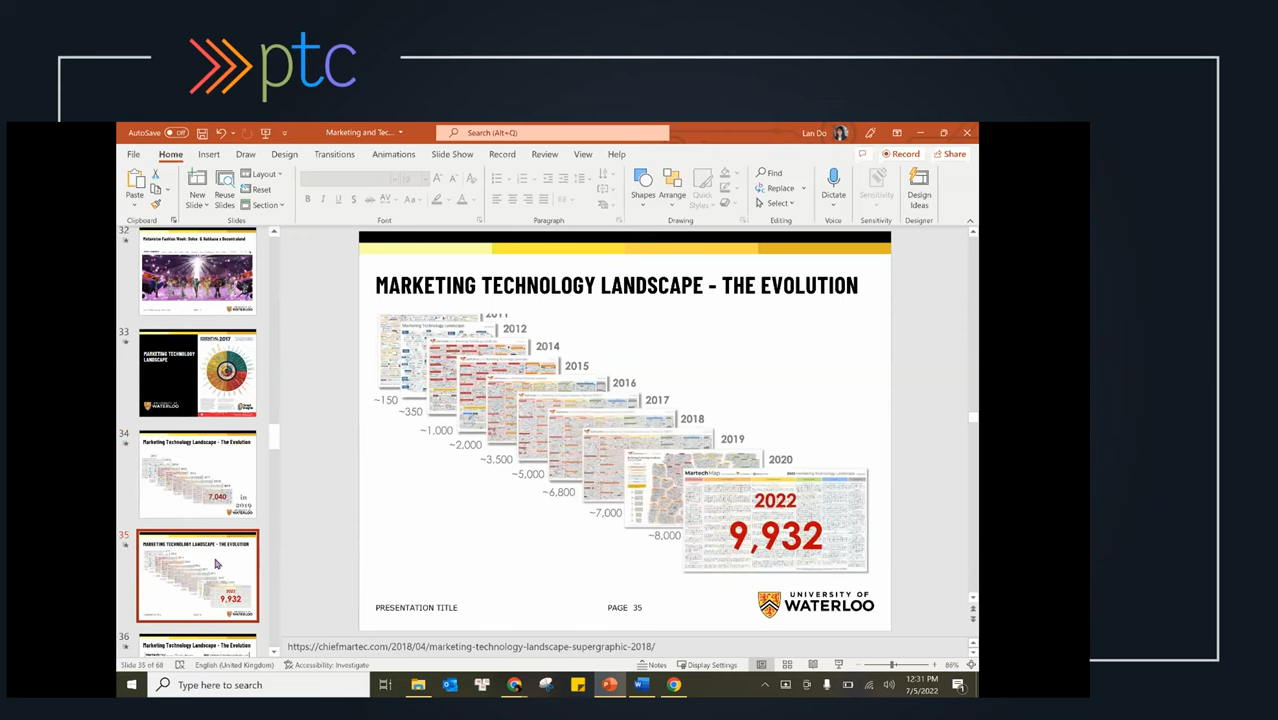 ptc
AutoSave Off
Marketing and Tec...
Search (Alt+Q)
Lan Do
File Home Insert Draw Design Transitions Animations Slide Show Record Review View Help
Record Share
Paste
New Slide
Reuse Slides
Layout
Reset
Section
Shapes Arrange Quick Styles
Find
Replace
Select
Dictate
Sensitivity
Design Ideas
Clipboard Slides Font Paragraph Drawing Editing Voice Sensitivity Designer
32
33
MARKETING TECHNOLOGY
LANDSCAPE
2017
34
Marketing Technology Landscape - The Evolution
7,040
in
2019
35
MARKETING TECHNOLOGY LANDSCAPE - THE EVOLUTION
2022
9,932
36
Marketing Technology Landscape - The Evolution
MARKETING TECHNOLOGY LANDSCAPE - THE EVOLUTION
2011
2012
2014
2015
2016
2017
2018
2019
2020
~150
~350
~1,000
~2,000
~3.500
~5,000
~6,800
~7,000
~8,000
MartechMap
2022
9,932
PRESENTATION TITLE
PAGE 35
UNIVERSITY OF
WATERLOO
https://chiefmartec.com/2018/04/marketing-technology-landscape-supergraphic-2018/
Slide 35 of 68
English (United Kingdom)
Accessibility: Investigate
Notes
Display Settings
86%
Type here to search
12:31 PM
7/5/2022